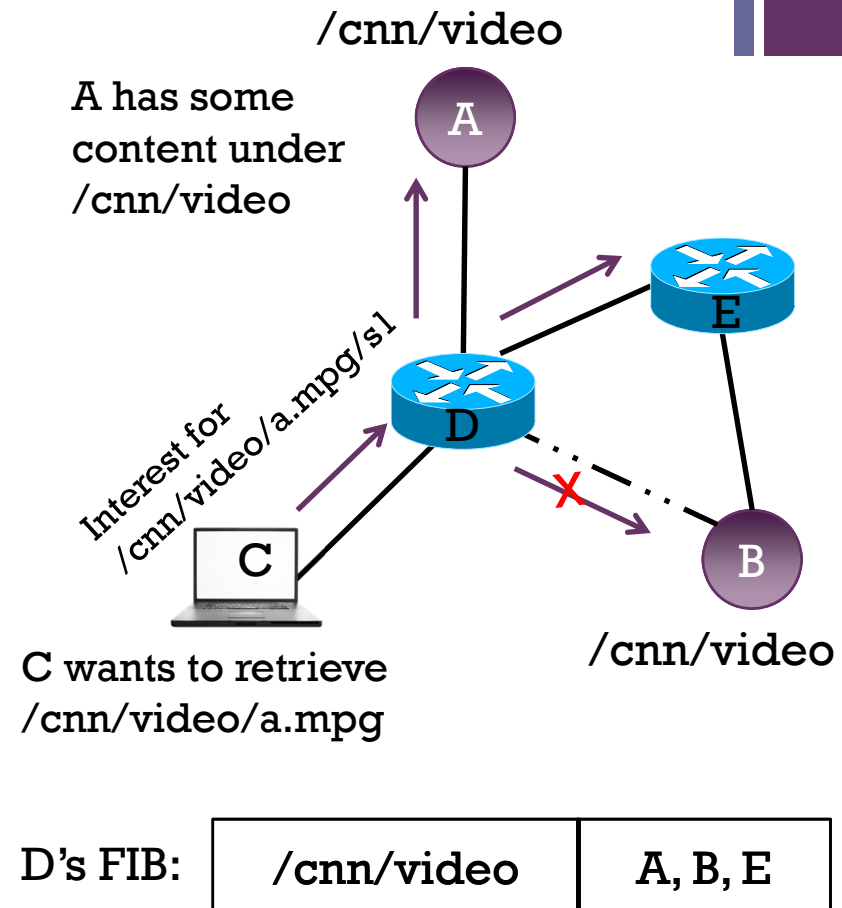 /cnn/video
A has some
content under
/cnn/video
A
E
D
Interest for
/cnn/video/a.mpg/s1
X
C
B
C wants to retrieve
/cnn/video/a.mpg
/cnn/video
D’s FIB:
/cnn/video
A, B, E